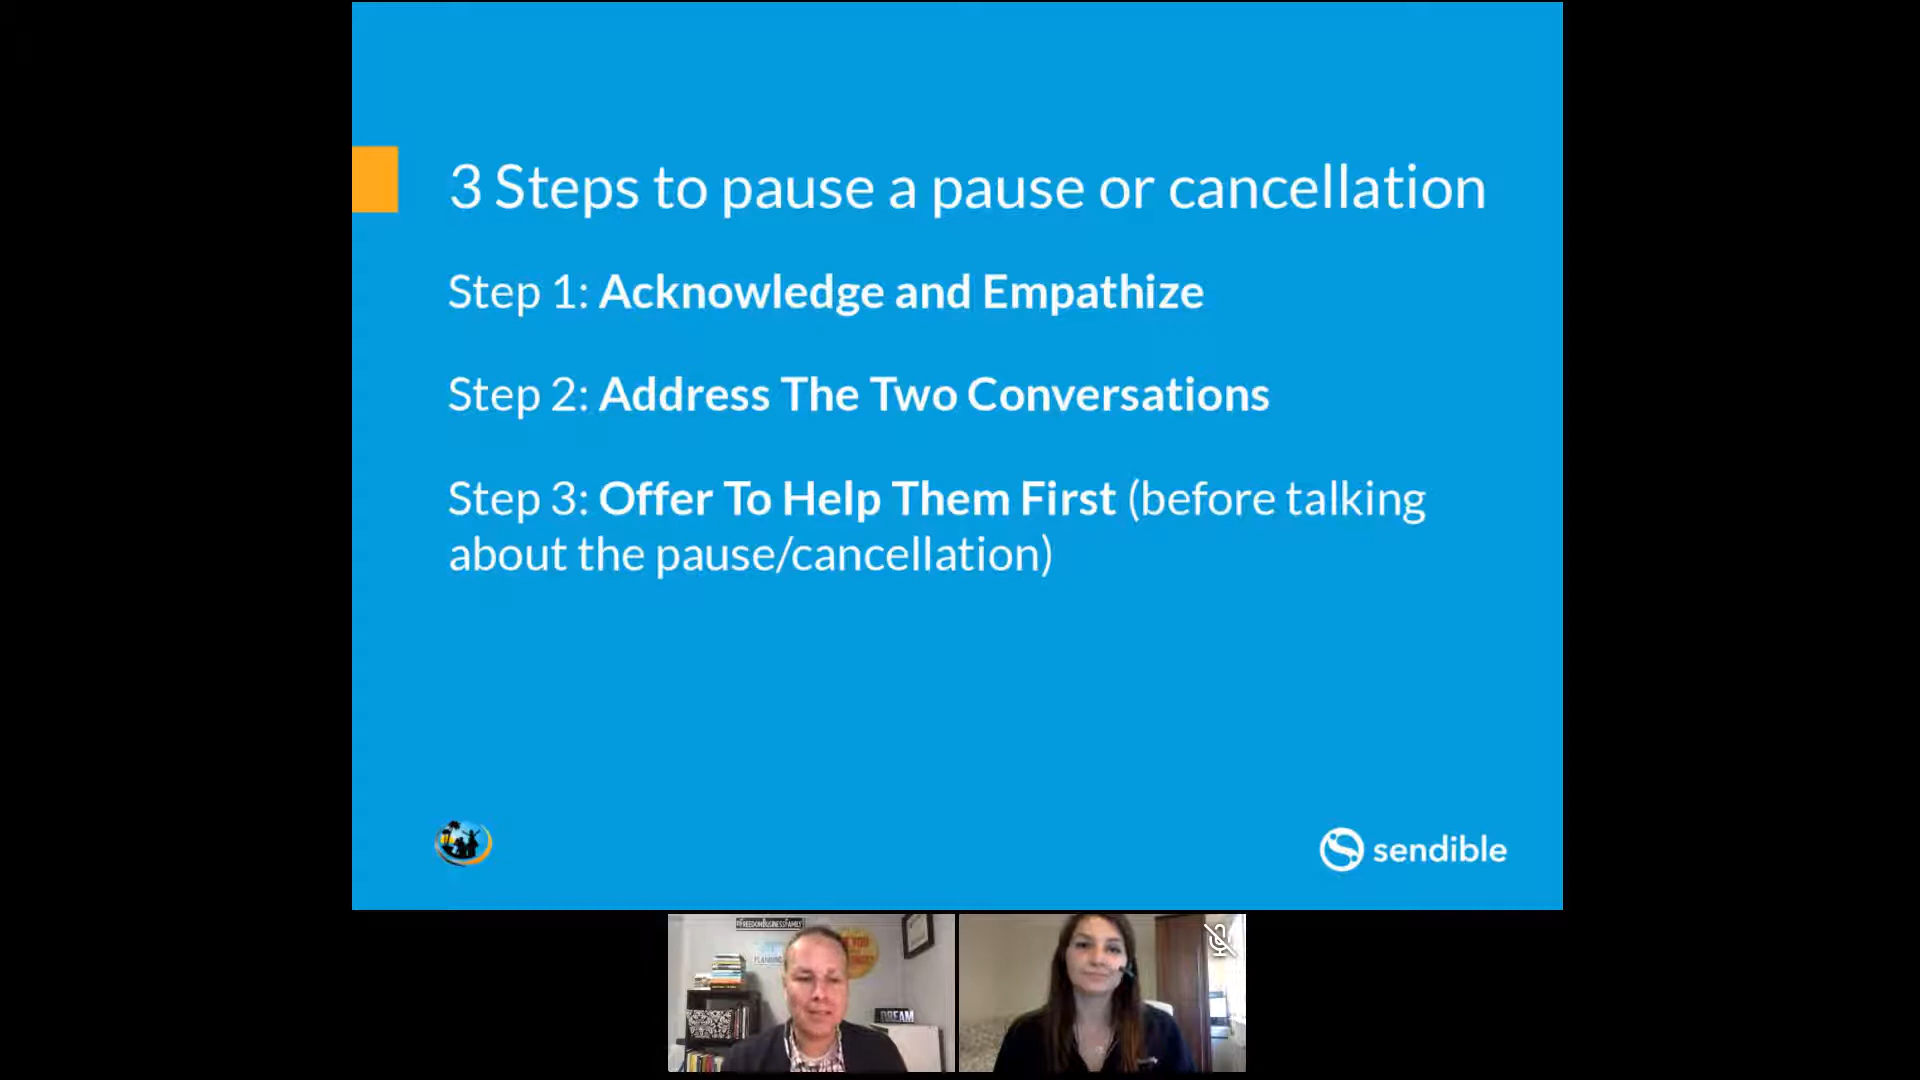 3 Steps to pause a pause or cancellation
Step 1: Acknowledge and Empathize
Step 2: Address The Two Conversations
Step 3: Offer To Help Them First (before talking
about the pause/cancellation)
sendible
DREAM